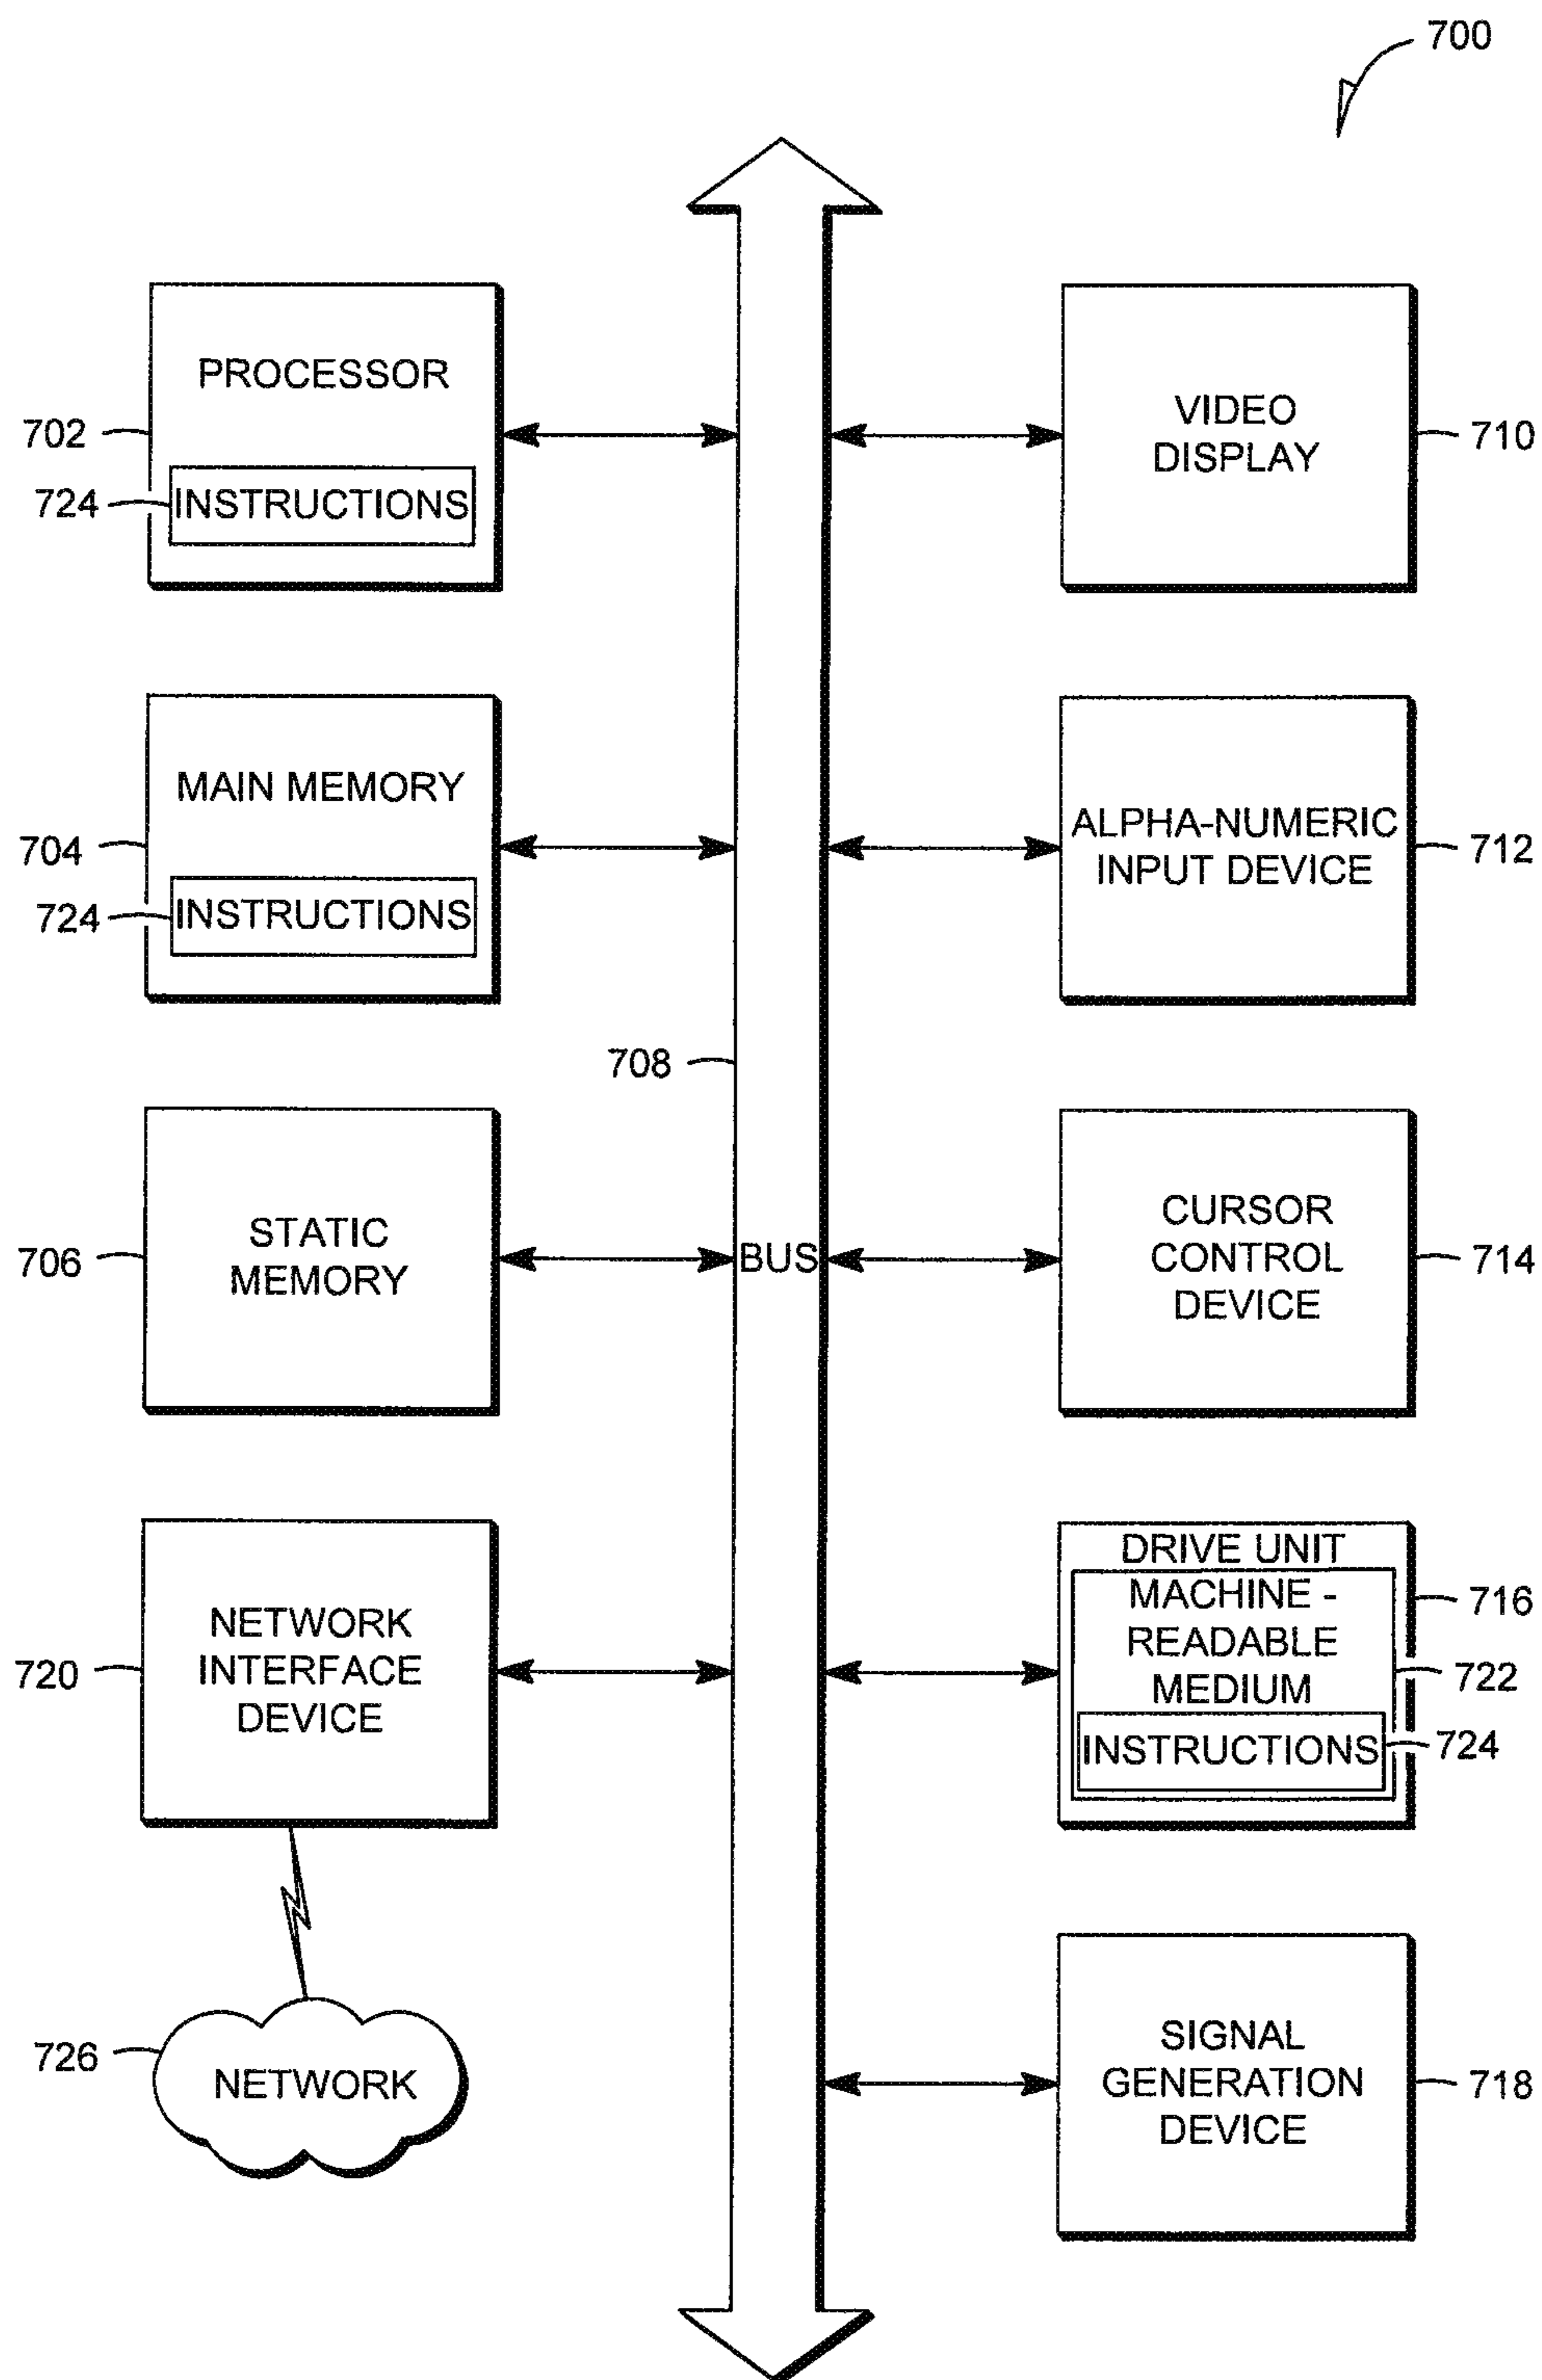 700
PROCESSOR
702
724
INSTRUCTIONS
VIDEO
DISPLAY
710
MAIN MEMORY
704
724
INSTRUCTIONS
ALPHA-NUMERIC
INPUT DEVICE
712
708
STATIC
MEMORY
706
BUS
CURSOR
CONTROL
DEVICE
714
NETWORK
INTERFACE
DEVICE
720
DRIVE UNIT
MACHINE -
READABLE
MEDIUM
716
722
INSTRUCTIONS
724
726
NETWORK
SIGNAL
GENERATION
DEVICE
718